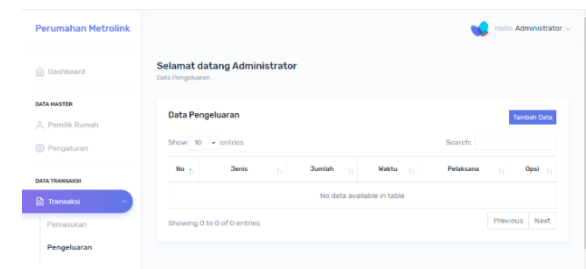 Perumahan Metrolink
Hello, Administrator
Dashboard
DATA MASTER
Pemilik Rumah
Pengaturan
DATA TRANSAKSI
Transaksi
Pemasukan
Pengeluaran
Selamat datang Administrator
Data Pengeluaran
Data Pengeluaran
Tambah Data
Show 10 entries
Search:
No Jenis Jumlah Waktu Pelaksana Opsi
No data available in table
Showing 0 to 0 of 0 entries
Previous Next